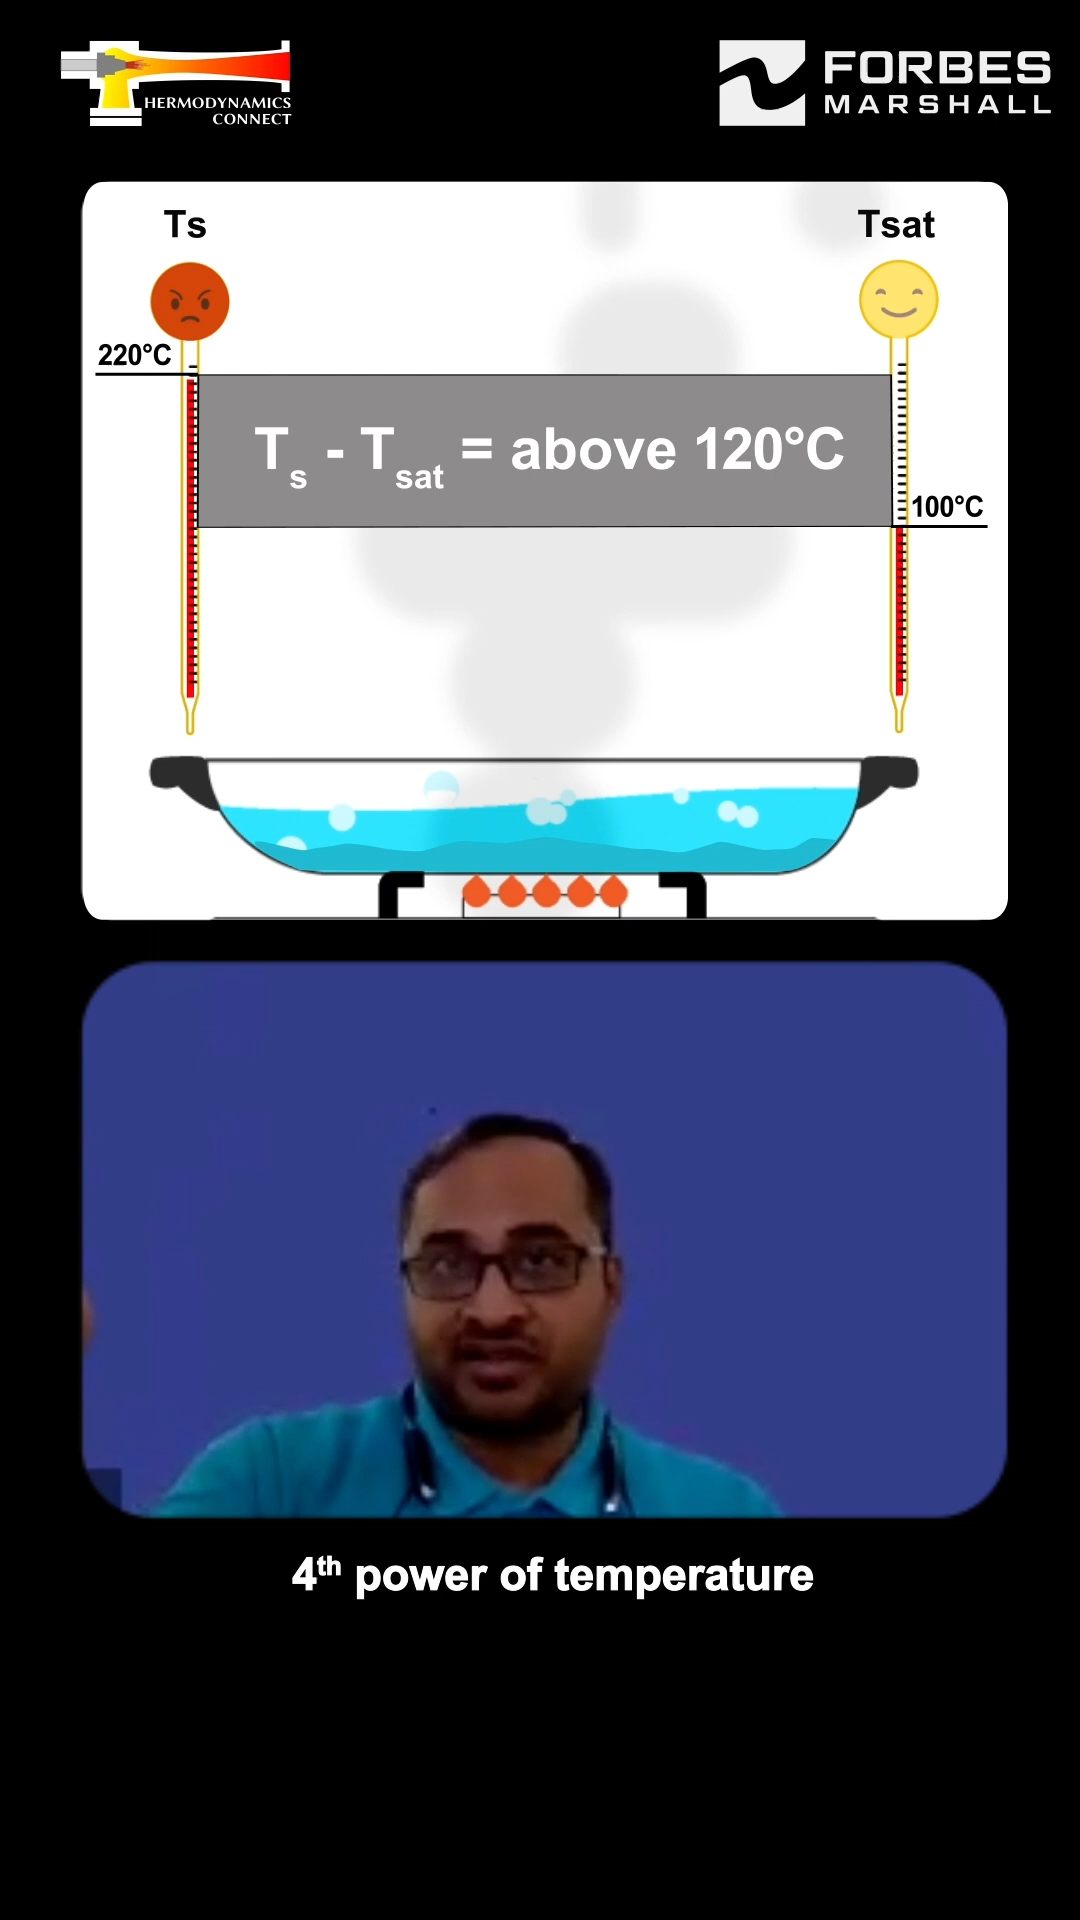 HERMODYNAMICS
CONNECT
FORBES
MARSHALL
Ts
Tsat
220°C
Ts - Tsat = above 120°C
100°C
4th power of temperature